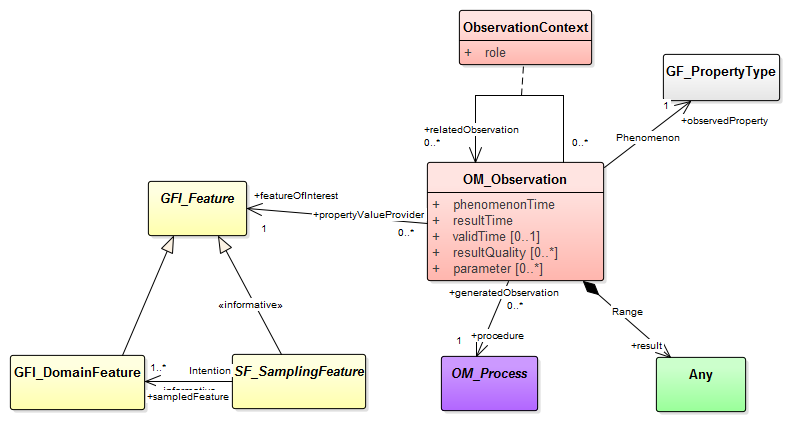 ObservationContext
+ role
GF_PropertyType
1
+observedProperty
Phenomenon
+relatedObservation
0..*
0..*
OM_Observation
+ phenomenonTime
+ resultTime
+ validTime [0..1]
+ resultQuality [0..*]
+ parameter [0..*]
GFI_Feature
+featureOfInterest
+propertyValueProvider
1
0..*
«informative»
+generatedObservation
0..*
Range
1
+procedure
+result
GFI_DomainFeature
1..*
Intention
+sampledFeature
SF_SamplingFeature
OM_Process
Any